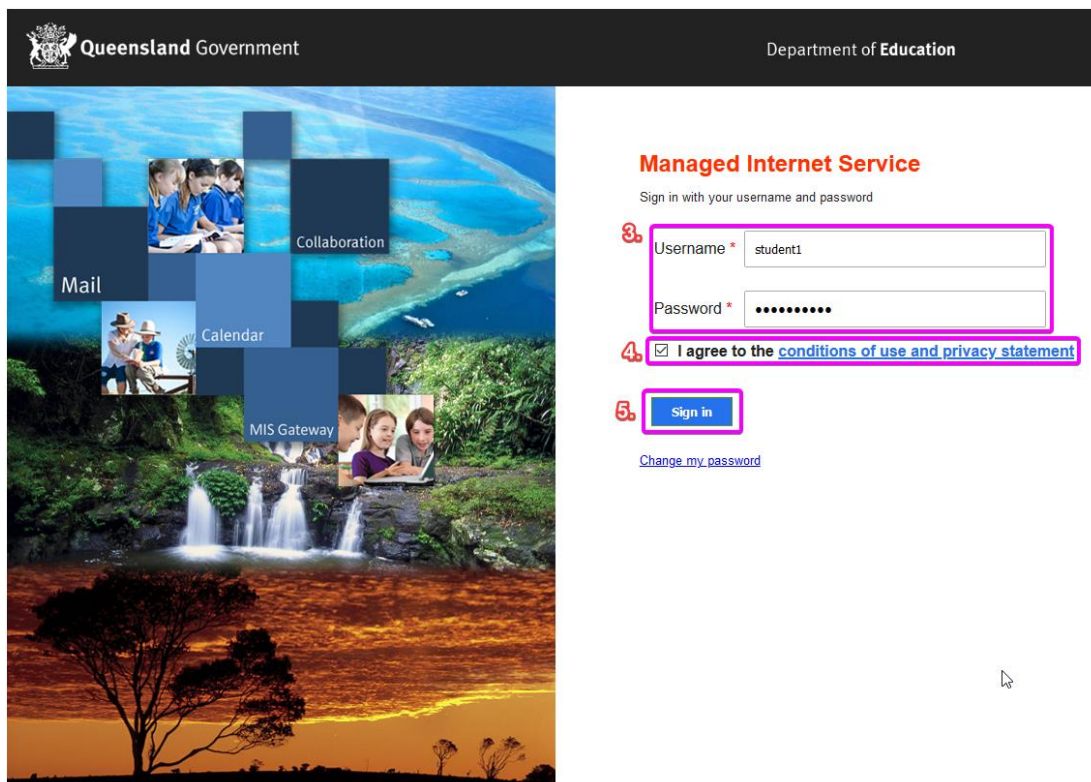 Queensland Government
Department of Education
Collaboration
Mail
Calendar
MIS Gateway
Managed Internet Service
Sign in with your username and password
3.
Username * student1
Password * ••••••••••
4. I agree to the conditions of use and privacy statement
5. Sign in
Change my password